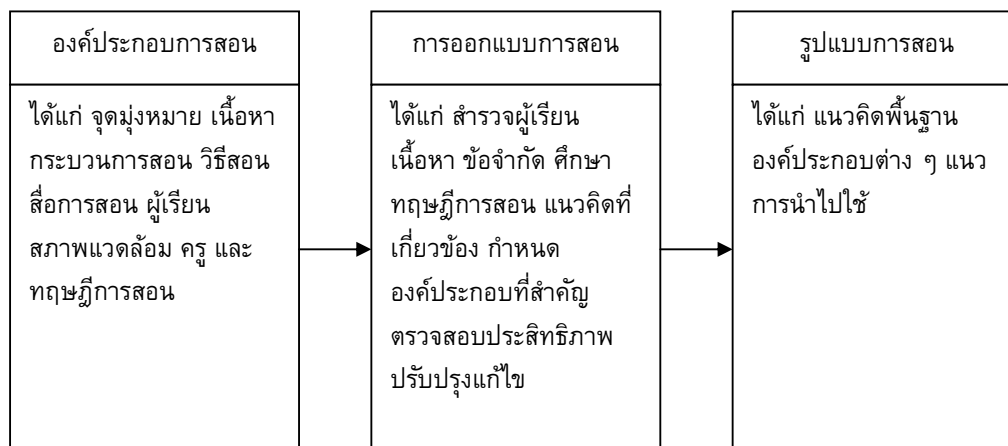 องค์ประกอบการสอน
ได้แก่ จุดมุ่งหมาย เนื้อหา
กระบวนการสอน วิธีสอน
สื่อการสอน ผู้เรียน
สภาพแวดล้อม ครู และ
ทฤษฎีการสอน
การออกแบบการสอน
ได้แก่ สำรวจผู้เรียน
เนื้อหา ข้อจำกัด ศึกษา
ทฤษฎีการสอน แนวคิดที่
เกี่ยวข้อง กำหนด
องค์ประกอบที่สำคัญ
ตรวจสอบประสิทธิภาพ
ปรับปรุงแก้ไข
รูปแบบการสอน
ได้แก่ แนวคิดพื้นฐาน
องค์ประกอบต่าง ๆ แนว
การนำไปใช้